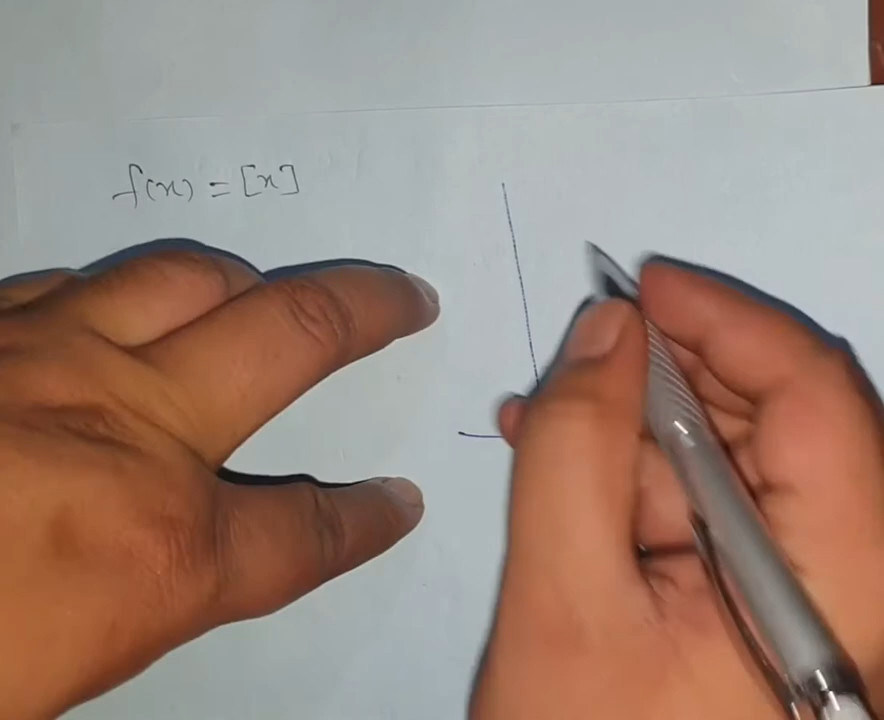 f(x) = [x]